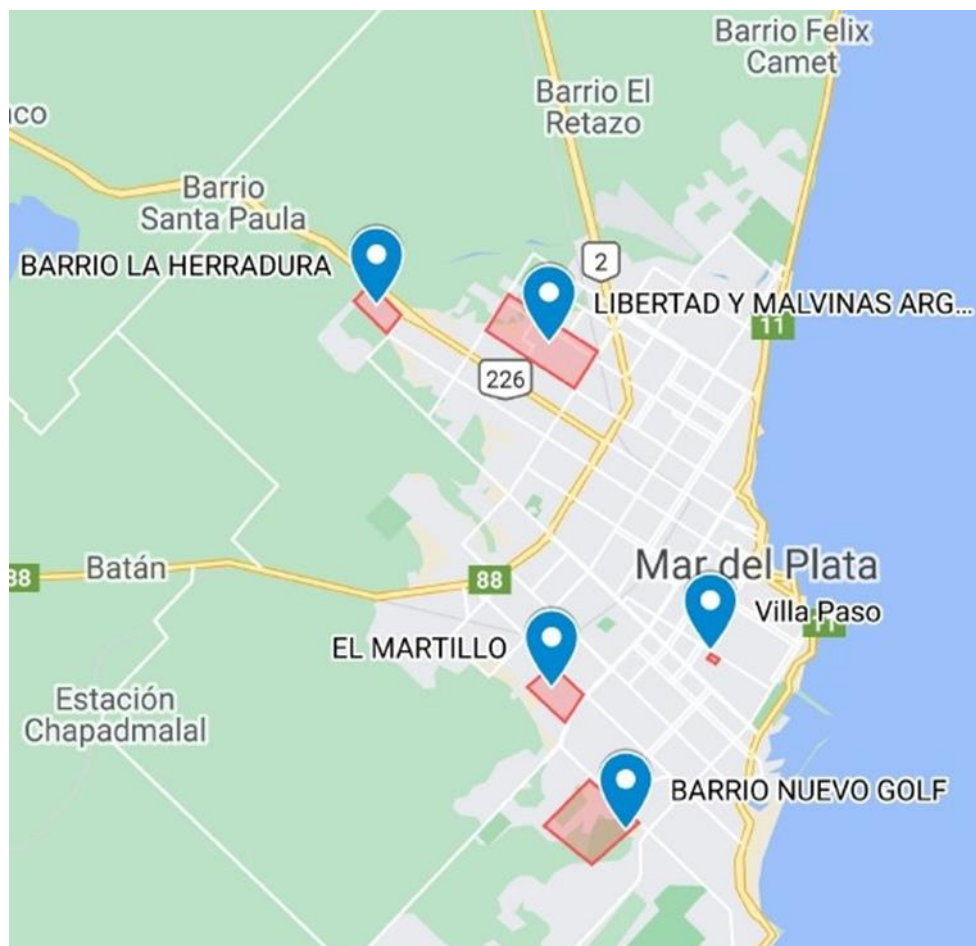 Barrio Felix
Camet
Barrio El
Retazo
Barrio
Santa Paula
BARRIO LA HERRADURA
2
LIBERTAD Y MALVINAS ARG...
11
226
Mar del Plata
Batán
88
Villa Paso
11
EL MARTILLO
Estación
Chapadmalal
BARRIO NUEVO GOLF